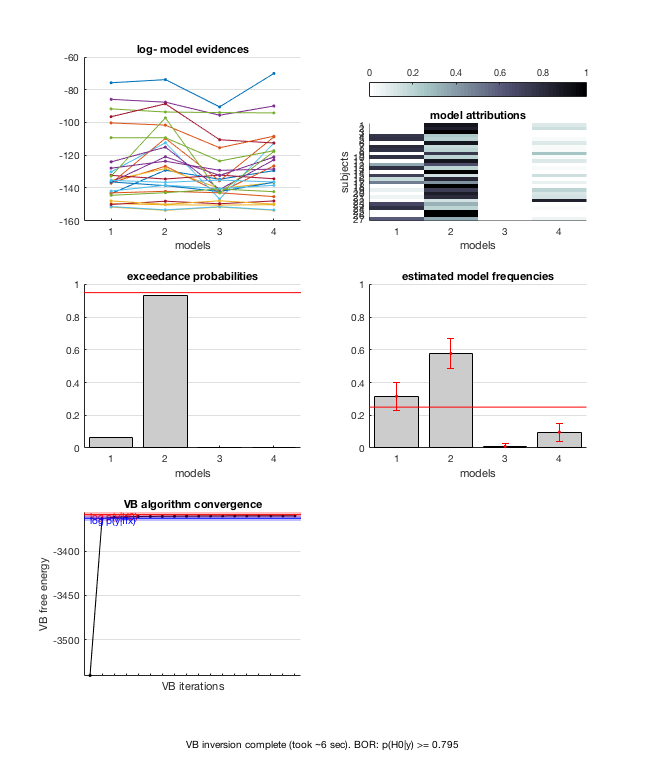 log- model evidences
-60
-80
-100
-120
-140
-160
1 2 3 4
models
0 0.2 0.4 0.6 0.8 1
model attributions
subjects
27
1 2 3 4
models
exceedance probabilities
1
0.8
0.6
0.4
0.2
0
1 2 3 4
models
estimated model frequencies
1
0.8
0.6
0.4
0.2
0
1 2 3 4
models
VB algorithm convergence
log p(y|ffx)
-3400
-3450
-3500
VB free energy
VB iterations
VB inversion complete (took ~6 sec). BOR: p(H0|y) >= 0.795